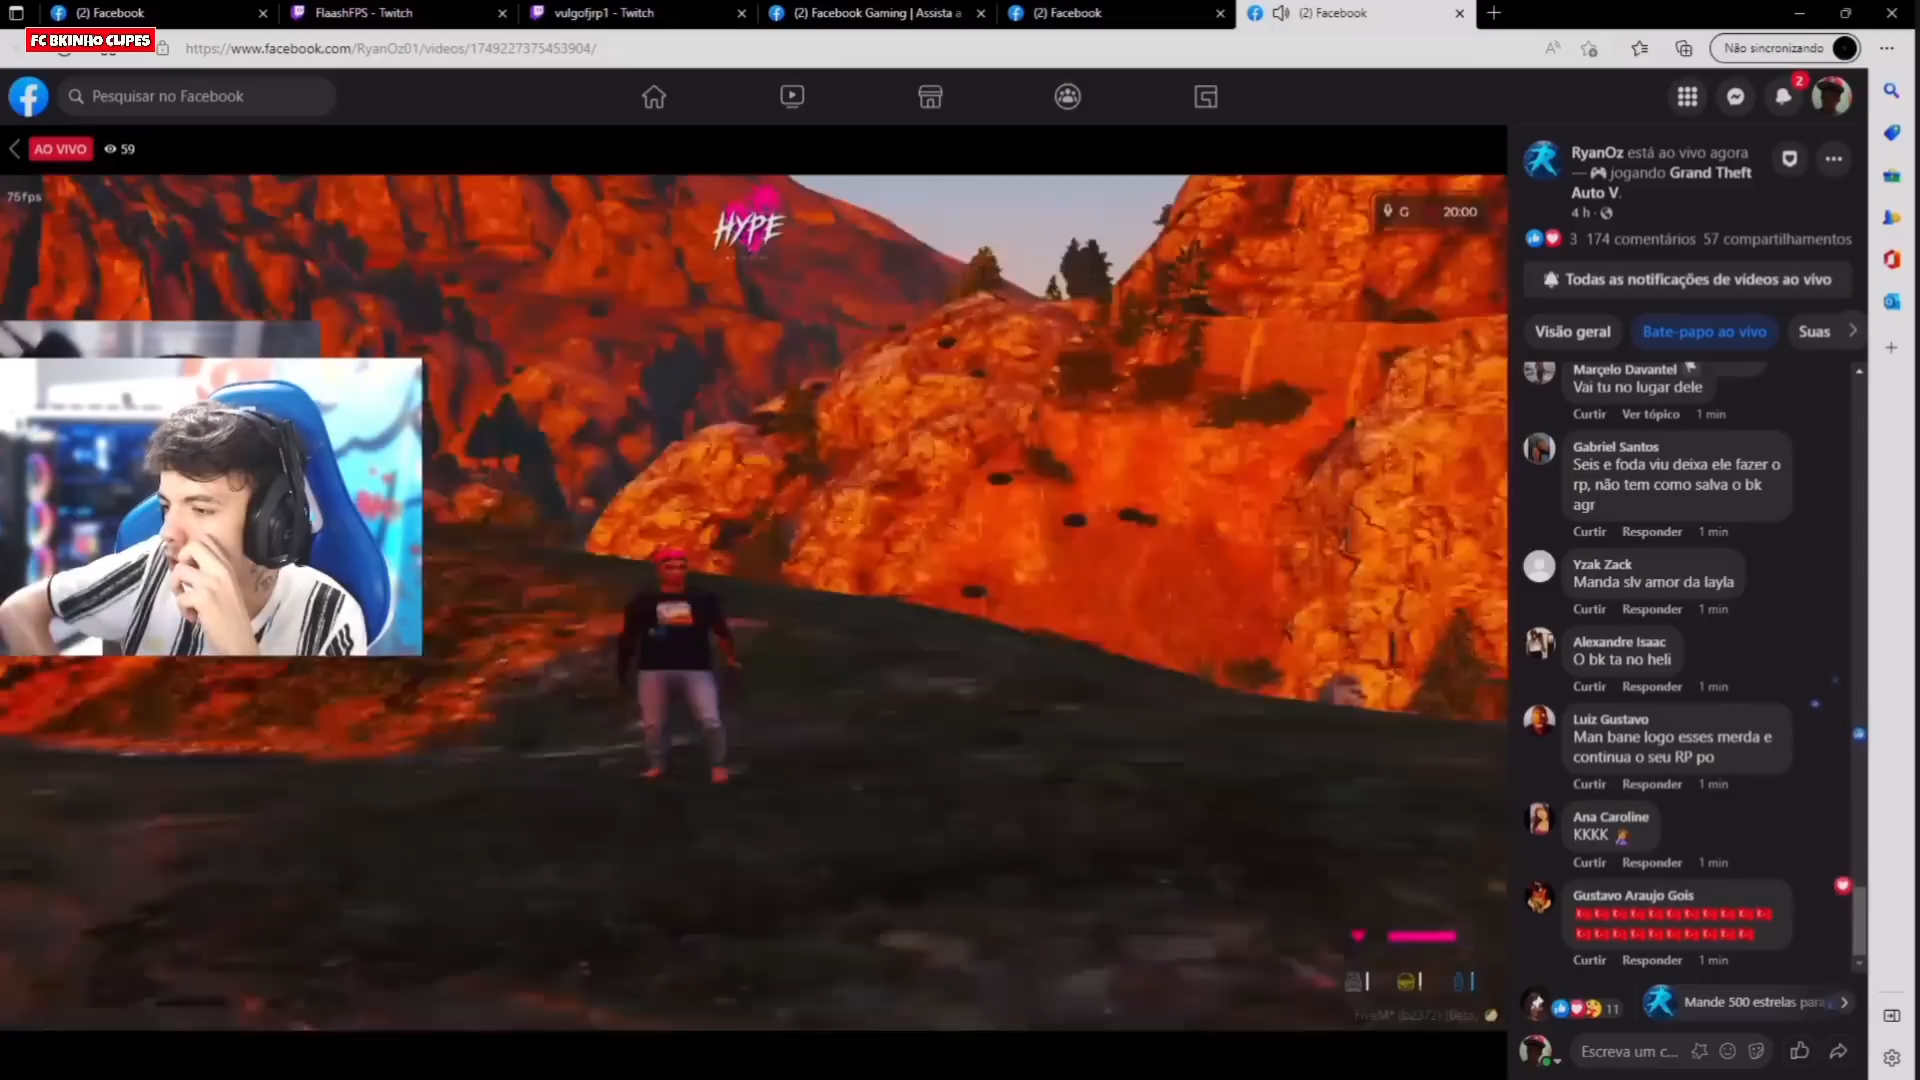 (2) Facebook
FlaashFPS - Twitch
vulgofjrp1 - Twitch
(2) Facebook Gaming | Assista a
(2) Facebook
(2) Facebook
FC BKINHO CLIPES
https://www.facebook.com/RyanOz01/videos/1749227375453904/
Não sincronizando
Pesquisar no Facebook
2
AO VIVO
59
75fps
HYPE
G 20:00
RyanOz está ao vivo agora
— jogando Grand Theft
Auto V.
4 h ·
3 174 comentários 57 compartilhamentos
Todas as notificações de vídeos ao vivo
Visão geral
Bate-papo ao vivo
Suas
Marçelo Davantel
Vai tu no lugar dele
Curtir Ver tópico 1 min
Gabriel Santos
Seis e foda viu deixa ele fazer o
rp, não tem como salva o bk
agr
Curtir Responder 1 min
Yzak Zack
Manda slv amor da layla
Curtir Responder 1 min
Alexandre Isaac
O bk ta no heli
Curtir Responder 1 min
Luiz Gustavo
Man bane logo esses merda e
continua o seu RP po
Curtir Responder 1 min
Ana Caroline
KKKK
Curtir Responder 1 min
Gustavo Araujo Gois
Curtir Responder 1 min
FiveM* (b2372) (Beta)
11
Mande 500 estrelas para
Escreva um c...